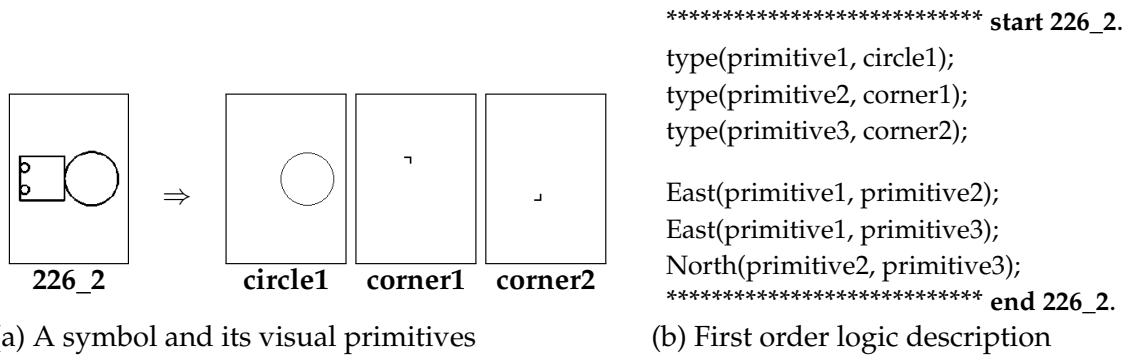 **************************** start 226_2.
type(primitive1, circle1);
type(primitive2, corner1);
type(primitive3, corner2);
East(primitive1, primitive2);
East(primitive1, primitive3);
North(primitive2, primitive3);
**************************** end 226_2.
⇒
226_2 circle1 corner1 corner2
a) A symbol and its visual primitives
(b) First order logic description